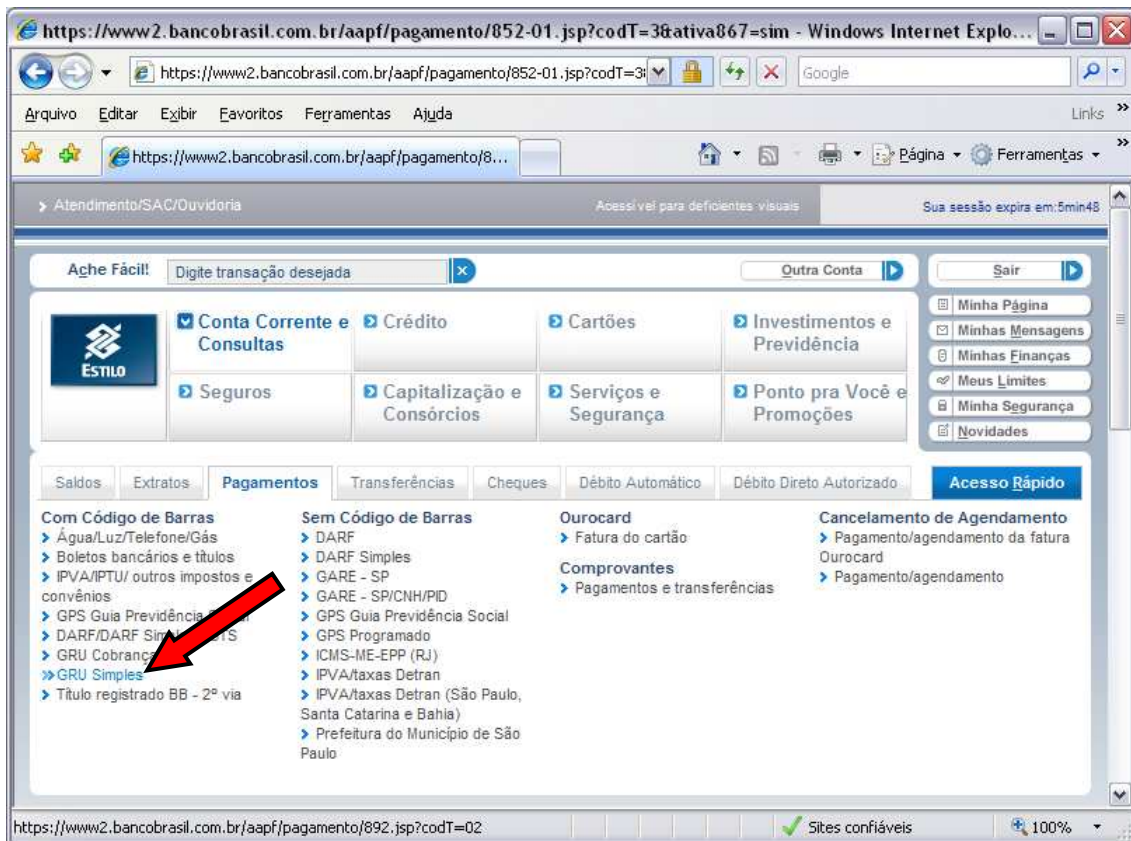 https://www2.bancobrasil.com.br/aapf/pagamento/852-01.jsp?codT=3&ativa867=sim - Windows Internet Explo...
https://www2.bancobrasil.com.br/aapf/pagamento/852-01.jsp?codT=3
Google
Arquivo Editar Exibir Favoritos Ferramentas Ajuda
Links »
https://www2.bancobrasil.com.br/aapf/pagamento/8...
Página Ferramentas »
Atendimento/SAC/Ouvidoria
Acessível para deficientes visuais
Sua sessão expira em:5min48
Ache Fácil!
Digite transação desejada
Outra Conta
Sair
ESTILO
Conta Corrente e
Consultas
Crédito
Cartões
Investimentos e
Previdência
Seguros
Capitalização e
Consórcios
Serviços e
Segurança
Ponto pra Você e
Promoções
Minha Página
Minhas Mensagens
Minhas Finanças
Meus Limites
Minha Segurança
Novidades
Saldos Extratos Pagamentos Transferências Cheques Débito Automático Débito Direto Autorizado Acesso Rápido
Com Código de Barras
Água/Luz/Telefone/Gás
Boletos bancários e títulos
IPVA/IPTU/ outros impostos e
convênios
GPS Guia Previdência
DARF/DARF
GRU Cobrança
GRU Simples
Título registrado BB - 2º via
Sem Código de Barras
DARF
DARF Simples
GARE - SP
GARE - SP/CNH/PID
GPS Guia Previdência Social
GPS Programado
ICMS-ME-EPP (RJ)
IPVA/taxas Detran
IPVA/taxas Detran (São Paulo,
Santa Catarina e Bahia)
Prefeitura do Município de São
Paulo
Ourocard
Fatura do cartão
Comprovantes
Pagamentos e transferências
Cancelamento de Agendamento
Pagamento/agendamento da fatura
Ourocard
Pagamento/agendamento
https://www2.bancobrasil.com.br/aapf/pagamento/892.jsp?codT=02
Sites confiáveis
100%